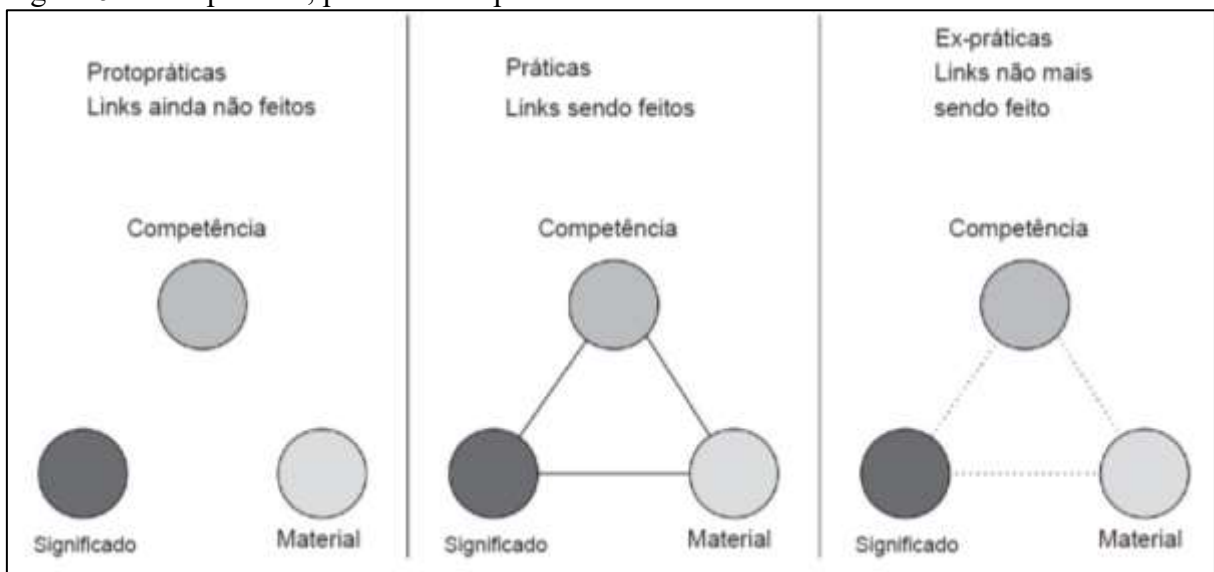 Protopráticas
Links ainda não feitos
Competência
Significado
Material
Práticas
Links sendo feitos
Competência
Significado
Material
Ex-práticas
Links não mais
sendo feito
Competência
Significado
Material